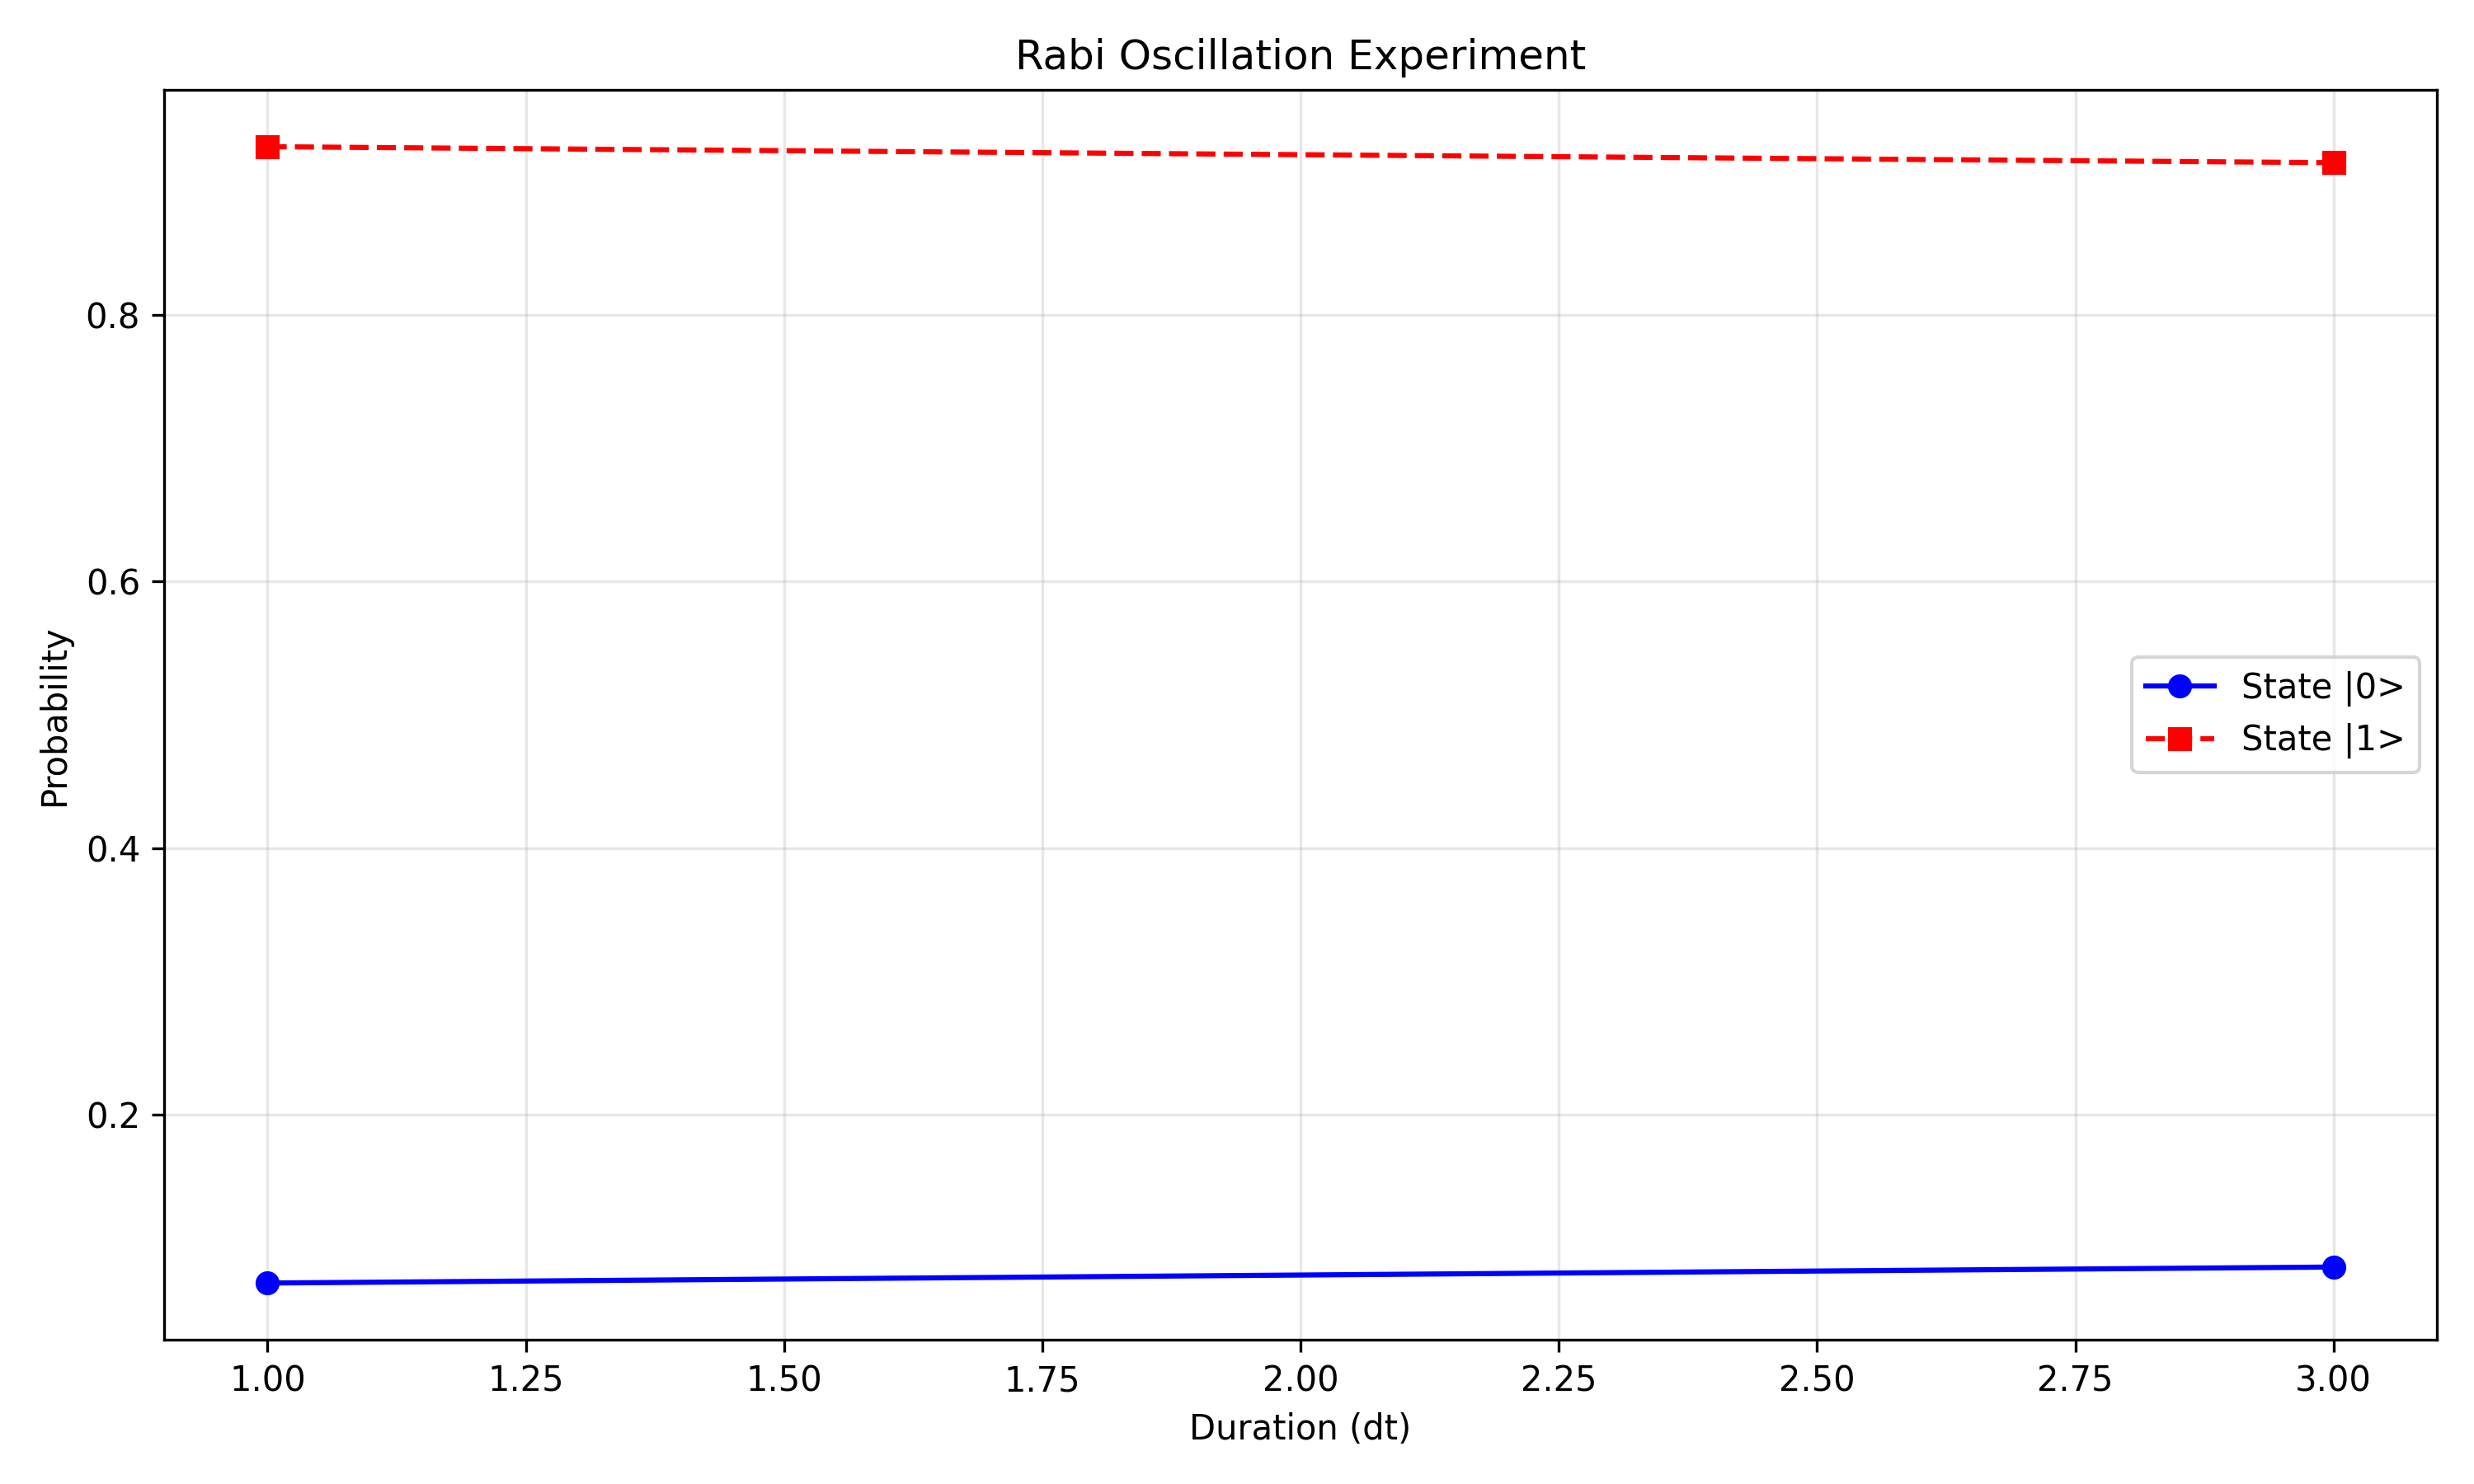 Rabi Oscillation Experiment
Probability
0.8
0.6
0.4
0.2
State |0>
State |1>
1.00 1.25 1.50 1.75 2.00 2.25 2.50 2.75 3.00
Duration (dt)